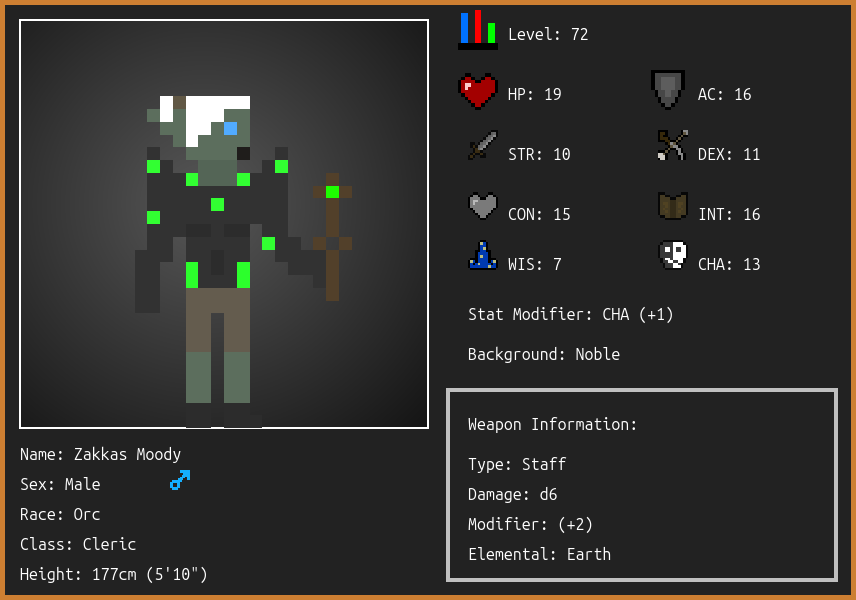 Level: 72
HP: 19
AC: 16
STR: 10
DEX: 11
CON: 15
INT: 16
WIS: 7
CHA: 13
Stat Modifier: CHA (+1)
Background: Noble
Weapon Information:
Type: Staff
Damage: d6
Modifier: (+2)
Elemental: Earth
Name: Zakkas Moody
Sex: Male
Race: Orc
Class: Cleric
Height: 177cm (5'10")